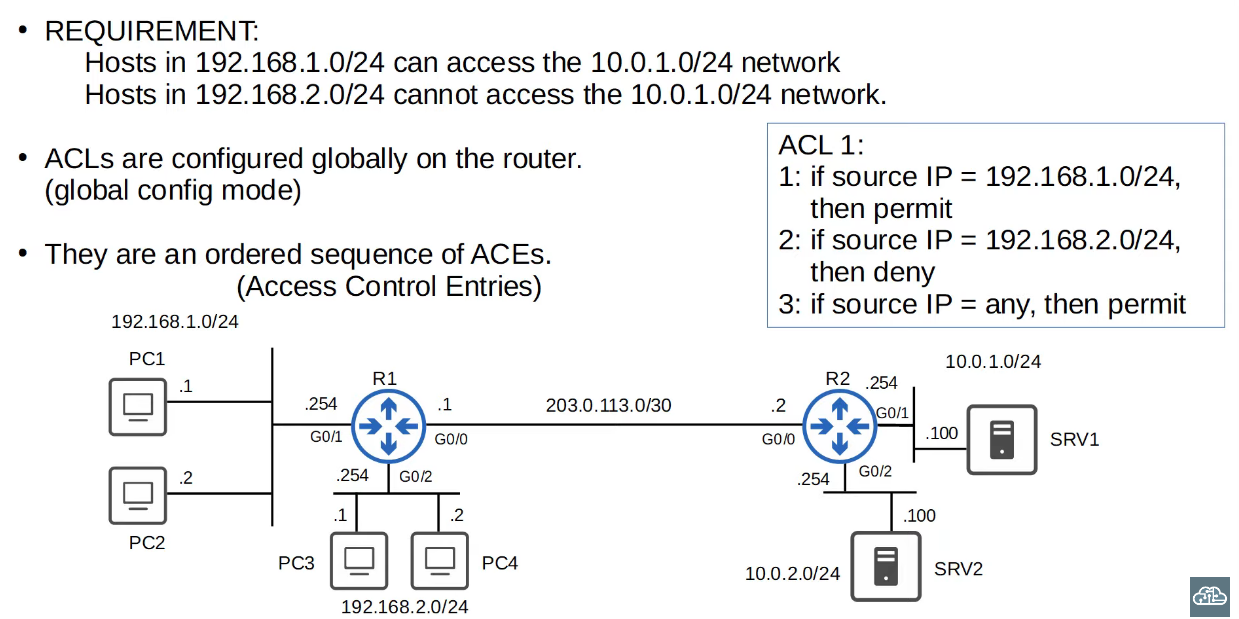 • REQUIREMENT:
Hosts in 192.168.1.0/24 can access the 10.0.1.0/24 network
Hosts in 192.168.2.0/24 cannot access the 10.0.1.0/24 network.
• ACLs are configured globally on the router.
(global config mode)
• They are an ordered sequence of ACEs.
(Access Control Entries)
ACL 1:
1: if source IP = 192.168.1.0/24,
then permit
2: if source IP = 192.168.2.0/24,
then deny
3: if source IP = any, then permit
192.168.1.0/24
PC1
.1
.2
PC2
R1
.254
G0/1
.1
G0/0
.254
G0/2
.1
.2
PC3
PC4
192.168.2.0/24
203.0.113.0/30
R2
.2
G0/0
.254
G0/1
10.0.1.0/24
.100
SRV1
.254
G0/2
.100
10.0.2.0/24
SRV2